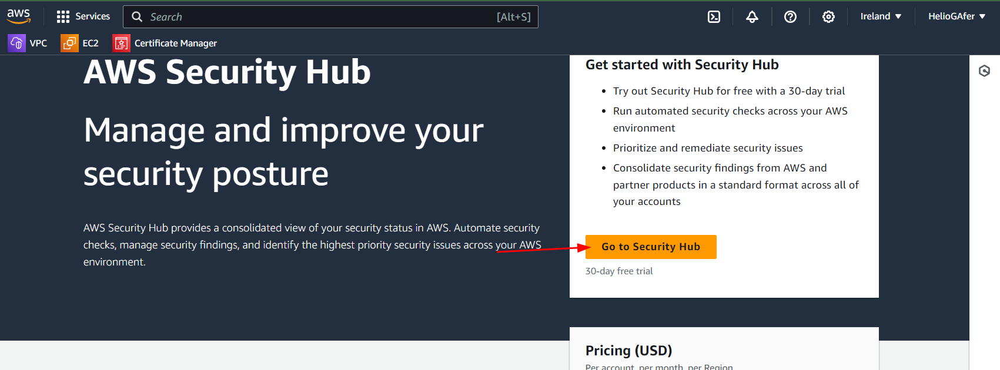 aws
Services
Search
[Alt+S]
Ireland ▼
HelioGAfer ▼
VPC
EC2
Certificate Manager
AWS Security Hub
Manage and improve your
security posture
AWS Security Hub provides a consolidated view of your security status in AWS. Automate security
checks, manage security findings, and identify the highest priority security issues across your AWS
environment.
Get started with Security Hub
• Try out Security Hub for free with a 30-day trial
• Run automated security checks across your AWS
environment
• Prioritize and remediate security issues
• Consolidate security findings from AWS and
partner products in a standard format across all of
your accounts
Go to Security Hub
30-day free trial
Pricing (USD)
Per account, per month, per Region